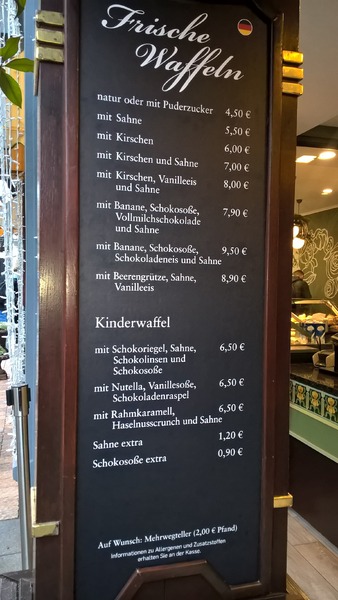 Frische
Waffeln
natur oder mit Puderzucker 4,50 €
mit Sahne 5,50 €
mit Kirschen 6,00 €
mit Kirschen und Sahne 7,00 €
mit Kirschen, Vanilleeis 8,00 €
und Sahne
mit Banane, Schokosoße, 7,90 €
Vollmilchschokolade
und Sahne
mit Banane, Schokosoße, 9,50 €
Schokoladeneis und Sahne
mit Beerengrütze, Sahne, 8,90 €
Vanilleeis
Kinderwaffel
mit Schokoriegel, Sahne, 6,50 €
Schokolinsen und
Schokosoße
mit Nutella, Vanillesoße, 6,50 €
Schokoladenraspel
mit Rahmkaramell, 6,50 €
Haselnusscrunch und Sahne
Sahne extra 1,20 €
Schokosoße extra 0,90 €
Auf Wunsch: Mehrwegteller (2,00 € Pfand)
Informationen zu Allergenen und Zusatzstoffen
erhalten Sie an der Kasse.